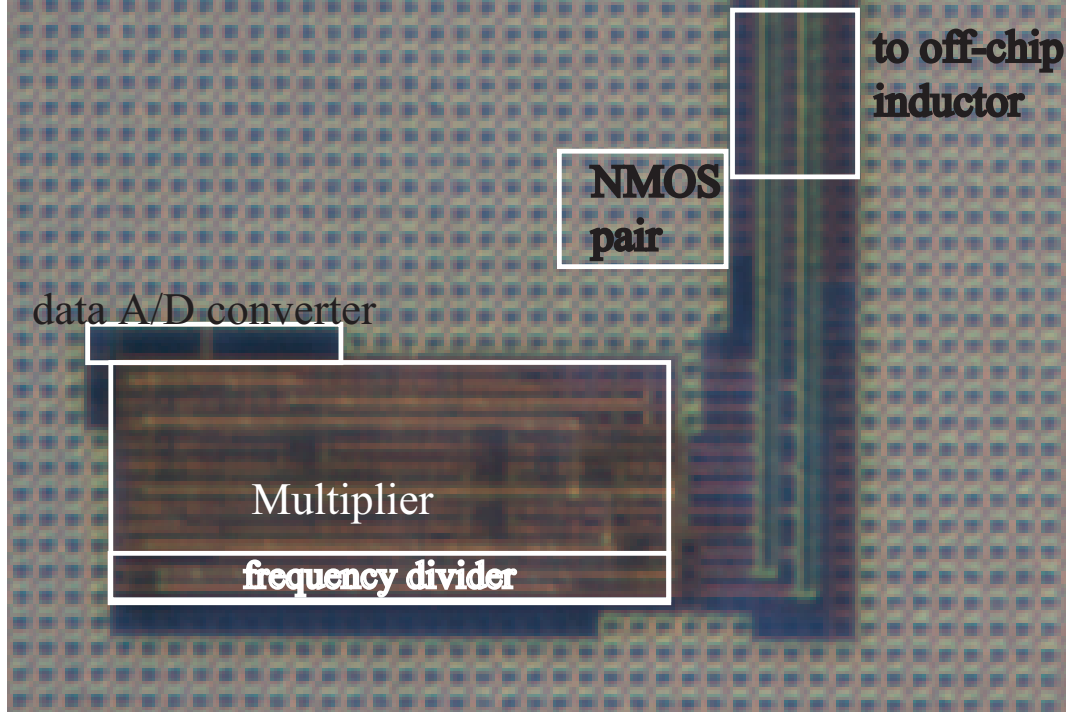 to off-chip
inductor
NMOS
pair
data A/D converter
Multiplier
frequency divider